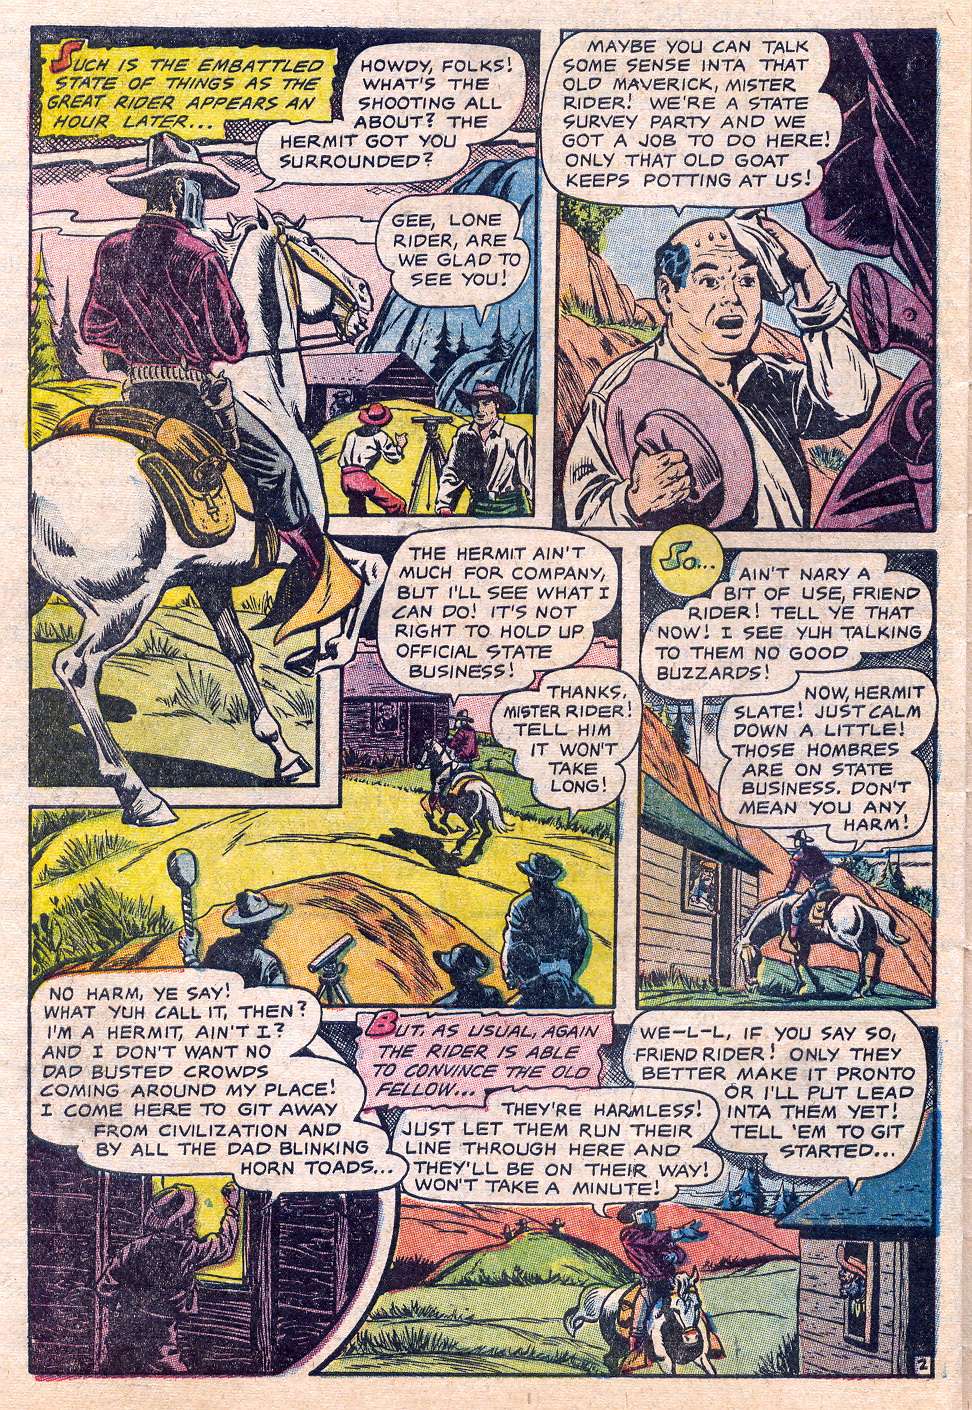 SUCH IS THE EMBATTLED
STATE OF THINGS AS THE
GREAT RIDER APPEARS AN
HOUR LATER...
HOWDY, FOLKS!
WHAT'S THE
SHOOTING ALL
ABOUT? THE
HERMIT GOT YOU
SURROUNDED?
GEE, LONE
RIDER, ARE
WE GLAD TO
SEE YOU!
MAYBE YOU CAN TALK
SOME SENSE INTA THAT
OLD MAVERICK, MISTER
RIDER! WE'RE A STATE
SURVEY PARTY AND WE
GOT A JOB TO DO HERE!
ONLY THAT OLD GOAT
KEEPS POTTING AT US!
THE HERMIT AIN'T
MUCH FOR COMPANY,
BUT I'LL SEE WHAT I
CAN DO! IT'S NOT
RIGHT TO HOLD UP
OFFICIAL STATE
BUSINESS!
THANKS,
MISTER RIDER!
TELL HIM
IT WON'T
TAKE
LONG!
SO...
AIN'T NARY A
BIT OF USE, FRIEND
RIDER! TELL YE THAT
NOW! I SEE YUH TALKING
TO THEM NO GOOD
BUZZARDS!
NOW, HERMIT
SLATE! JUST CALM
DOWN A LITTLE!
THOSE HOMBRES
ARE ON STATE
BUSINESS. DON'T
MEAN YOU ANY
HARM!
NO HARM, YE SAY!
WHAT YUH CALL IT, THEN?
I'M A HERMIT, AIN'T I?
AND I DON'T WANT NO
DAD BUSTED CROWDS
COMING AROUND MY PLACE!
I COME HERE TO GIT AWAY
FROM CIVILIZATION AND
BY ALL THE DAD BLINKING
HORN TOADS...
BUT, AS USUAL, AGAIN
THE RIDER IS ABLE
TO CONVINCE THE OLD
FELLOW...
THEY'RE HARMLESS!
JUST LET THEM RUN THEIR
LINE THROUGH HERE AND
THEY'LL BE ON THEIR WAY!
WON'T TAKE A MINUTE!
WE-L-L, IF YOU SAY SO,
FRIEND RIDER! ONLY THEY
BETTER MAKE IT PRONTO
OR I'LL PUT LEAD
INTA THEM YET!
TELL 'EM TO GIT
STARTED...
2